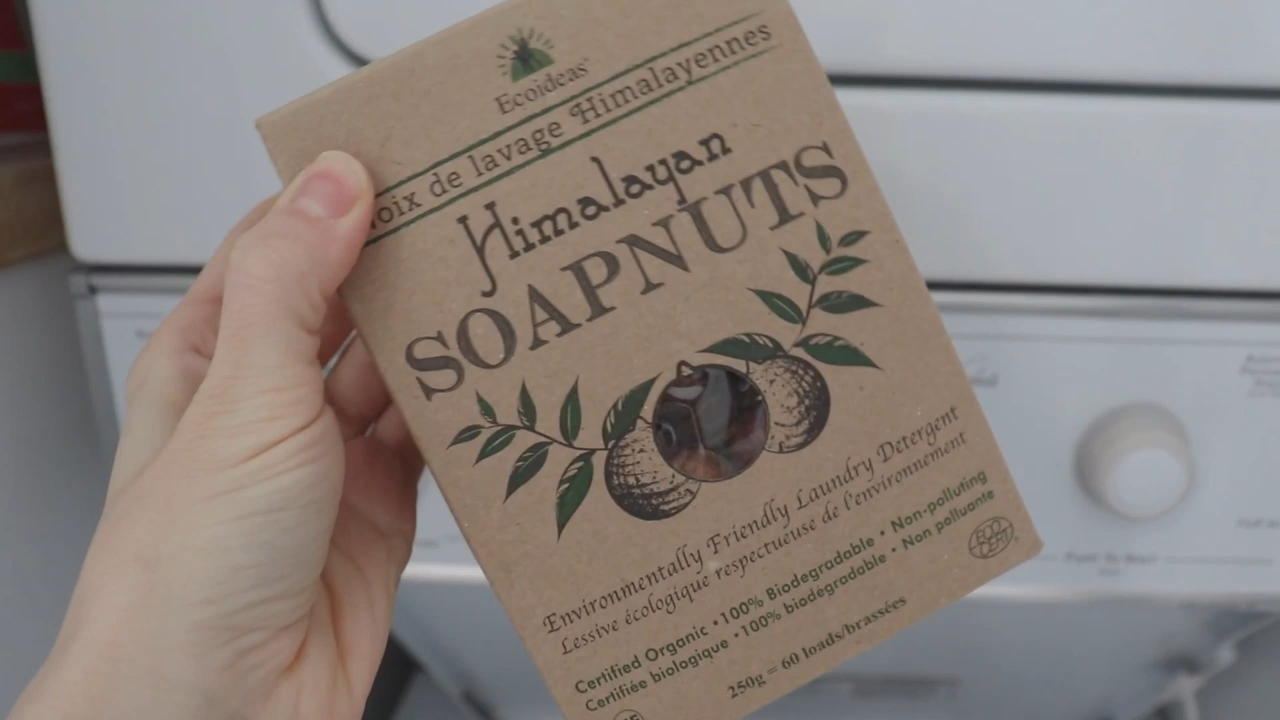 Ecoideas
de lavage Himalayennes
Himalayan
SOAPNUTS
Environmentally Friendly Laundry Detergent
Lessive écologique respectueuse de l'environnement
Certified Organic • 100% Biodegradable • Non-polluting
Certifiée biologique • 100% biodégradable • Non polluante
ECO
CERT
250g = 60 loads/brassées